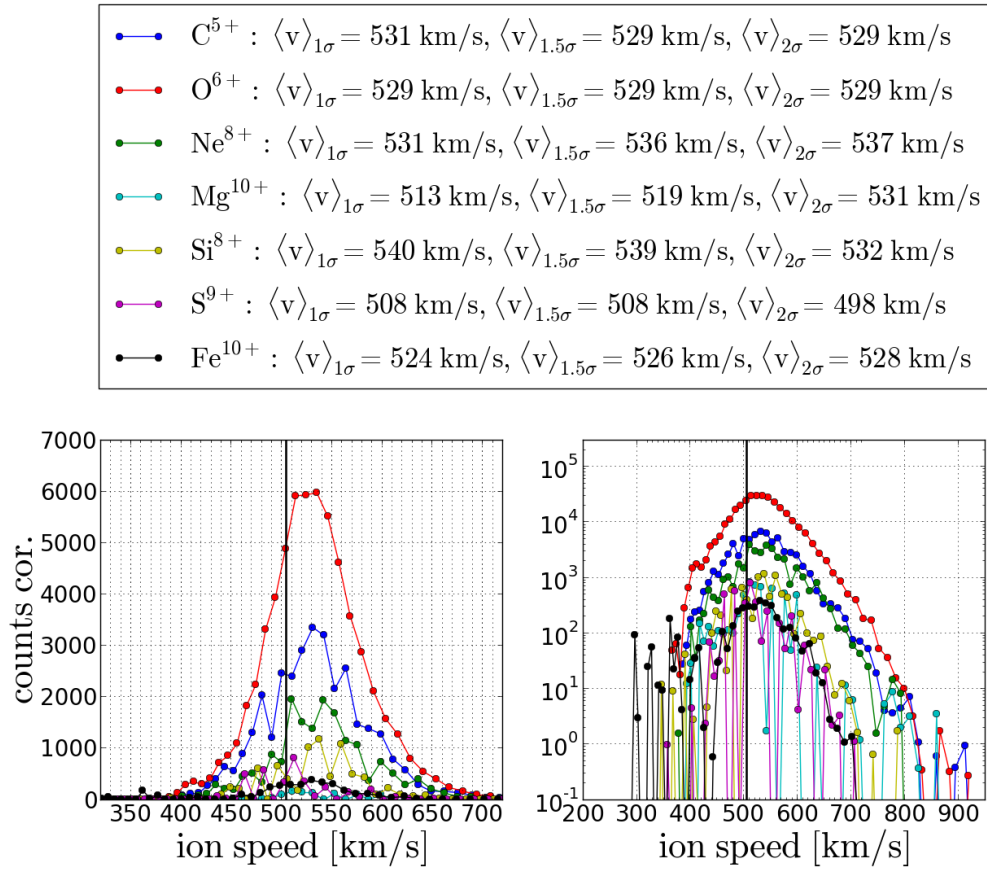 C⁵⁺ : ⟨v⟩₁σ = 531 km/s, ⟨v⟩₁.₅σ = 529 km/s, ⟨v⟩₂σ = 529 km/s
O⁶⁺ : ⟨v⟩₁σ = 529 km/s, ⟨v⟩₁.₅σ = 529 km/s, ⟨v⟩₂σ = 529 km/s
Ne⁸⁺ : ⟨v⟩₁σ = 531 km/s, ⟨v⟩₁.₅σ = 536 km/s, ⟨v⟩₂σ = 537 km/s
Mg¹⁰⁺ : ⟨v⟩₁σ = 513 km/s, ⟨v⟩₁.₅σ = 519 km/s, ⟨v⟩₂σ = 531 km/s
Si⁸⁺ : ⟨v⟩₁σ = 540 km/s, ⟨v⟩₁.₅σ = 539 km/s, ⟨v⟩₂σ = 532 km/s
S⁹⁺ : ⟨v⟩₁σ = 508 km/s, ⟨v⟩₁.₅σ = 508 km/s, ⟨v⟩₂σ = 498 km/s
Fe¹⁰⁺ : ⟨v⟩₁σ = 524 km/s, ⟨v⟩₁.₅σ = 526 km/s, ⟨v⟩₂σ = 528 km/s
counts cor.
7000
6000
5000
4000
3000
2000
1000
0
350 400 450 500 550 600 650 700
ion speed [km/s]
10⁵
10⁴
10³
10²
10¹
10⁰
10⁻¹
200 300 400 500 600 700 800 900
ion speed [km/s]